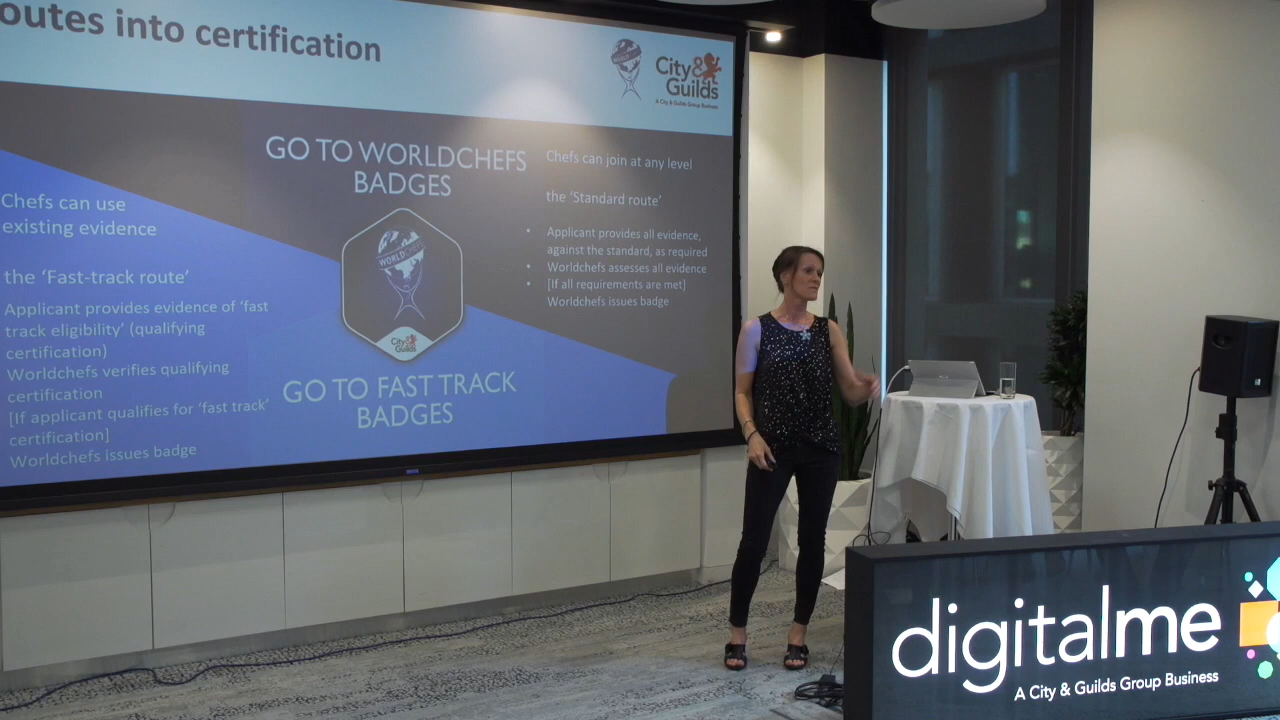 outes into certification
City&
Guilds
A City & Guilds Group Business
GO TO WORLDCHEFS
BADGES
Chefs can join at any level
the ‘Standard route’
• Applicant provides all evidence,
against the standard, as required
• Worldchefs assesses all evidence
• [If all requirements are met]
Worldchefs issues badge
Chefs can use
existing evidence
the ‘Fast-track route’
Applicant provides evidence of ‘fast
track eligibility’ (qualifying
certification)
Worldchefs verifies qualifying
certification
[If applicant qualifies for ‘fast track’
certification]
Worldchefs issues badge
WORLDCHEFS
City&
Guilds
GO TO FAST TRACK
BADGES
digitalme
A City & Guilds Group Business